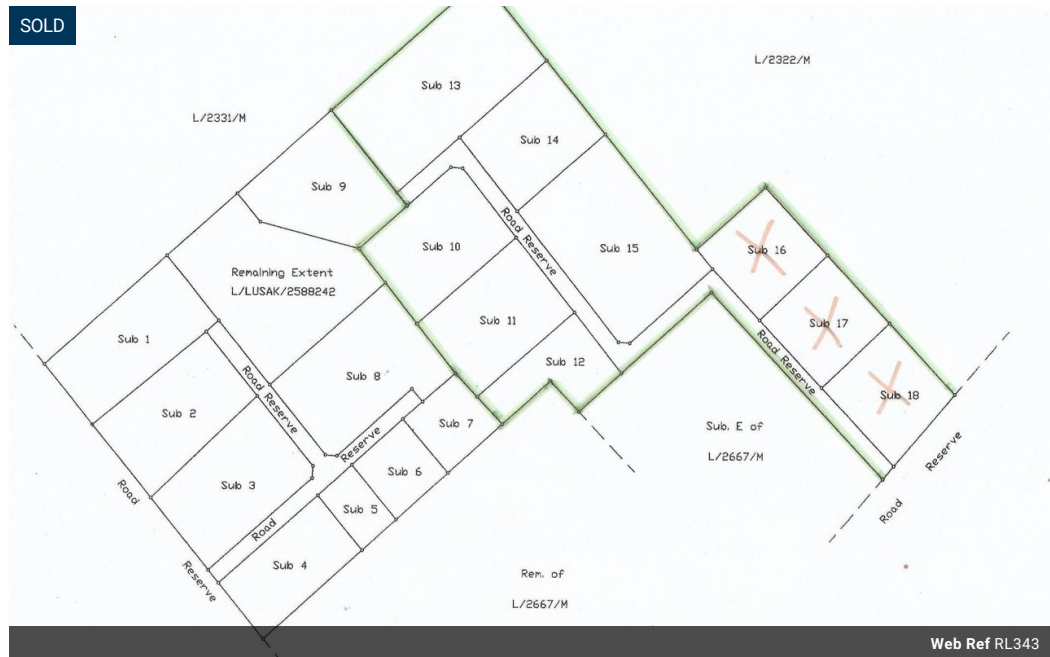 SOLD
L/2322/M
Sub 13
L/2331/M
Sub 14
Sub 9
Sub 10
Road Reserve
Sub 15
Sub 16
Remaining Extent
L/LUSAK/2588242
Sub 11
Sub 17
Sub 1
Sub 12
Road Reserve
Sub 8
Road Reserve
Sub 18
Sub 2
Sub 7
Sub. E of
L/2667/M
Reserve
Reserve
Sub 6
Sub 3
Road
Sub 5
Road
Road
Sub 4
Reserve
Rem. of
L/2667/M
Web Ref RL343